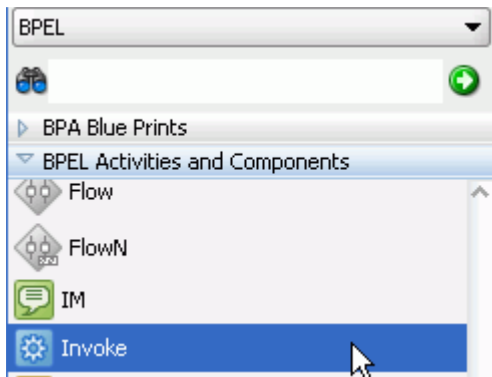 BPEL
BPA Blue Prints
BPEL Activities and Components
Flow
FlowN
IM
Invoke